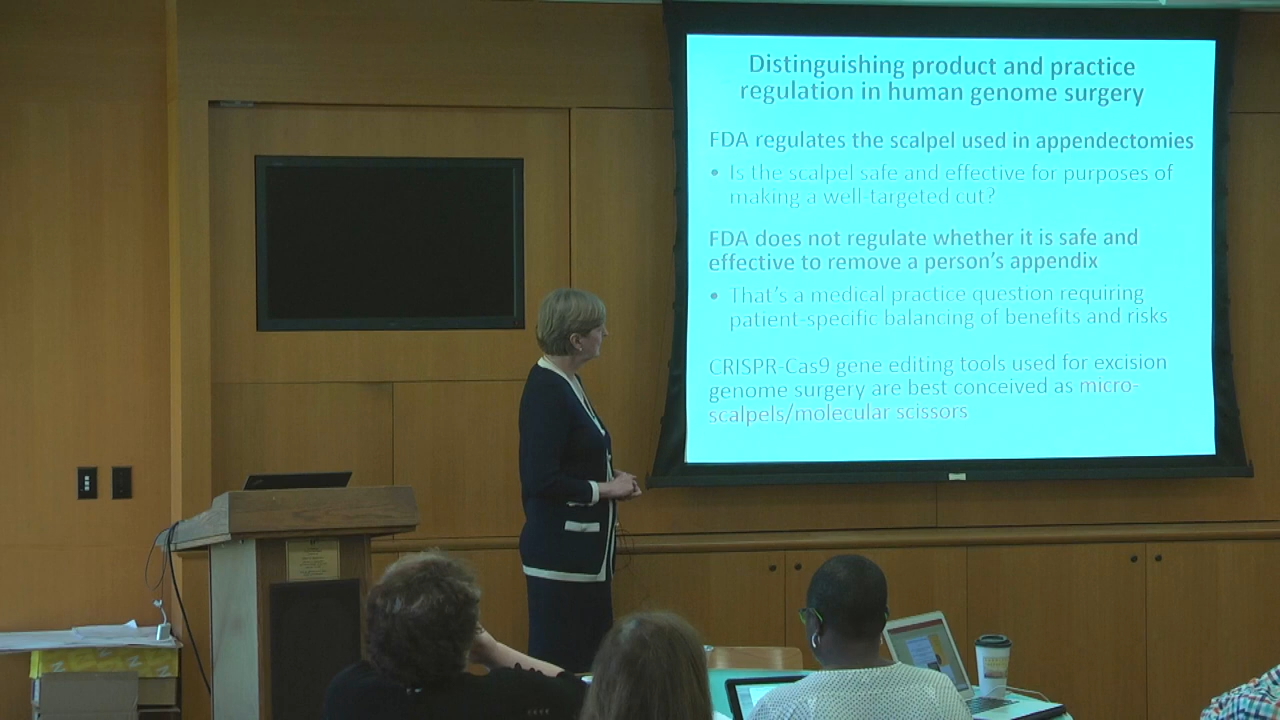 Distinguishing product and practice
regulation in human genome surgery
FDA regulates the scalpel used in appendectomies
• Is the scalpel safe and effective for purposes of
making a well-targeted cut?
FDA does not regulate whether it is safe and
effective to remove a person's appendix
• That's a medical practice question requiring
patient-specific balancing of benefits and risks
CRISPR-Cas9 gene editing tools used for excision
genome surgery are best conceived as micro-
scalpels/molecular scissors